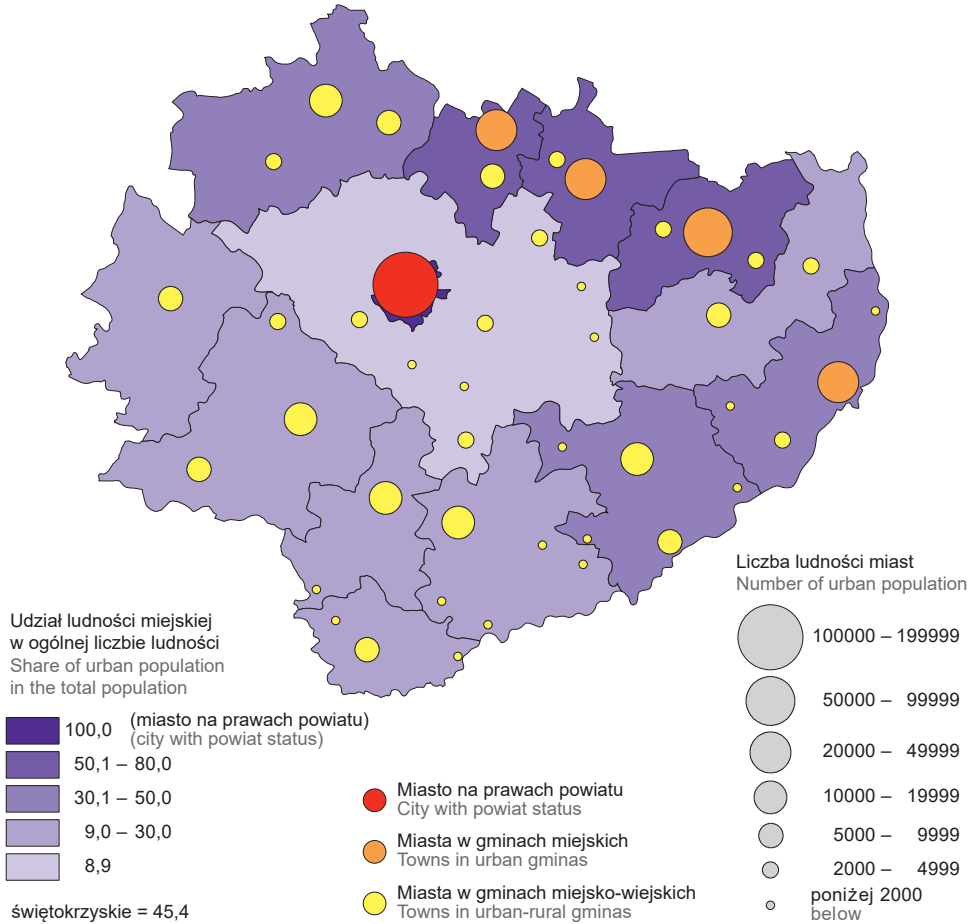 Udział ludności miejskiej
w ogólnej liczbie ludności
Share of urban population
in the total population
100,0 (miasto na prawach powiatu)
(city with powiat status)
50,1 – 80,0
30,1 – 50,0
9,0 – 30,0
8,9
świętokrzyskie = 45,4
Miasto na prawach powiatu
City with powiat status
Miasta w gminach miejskich
Towns in urban gminas
Miasta w gminach miejsko-wiejskich
Towns in urban-rural gminas
Liczba ludności miast
Number of urban population
100000 – 199999
50000 – 99999
20000 – 49999
10000 – 19999
5000 – 9999
2000 – 4999
poniżej 2000
below